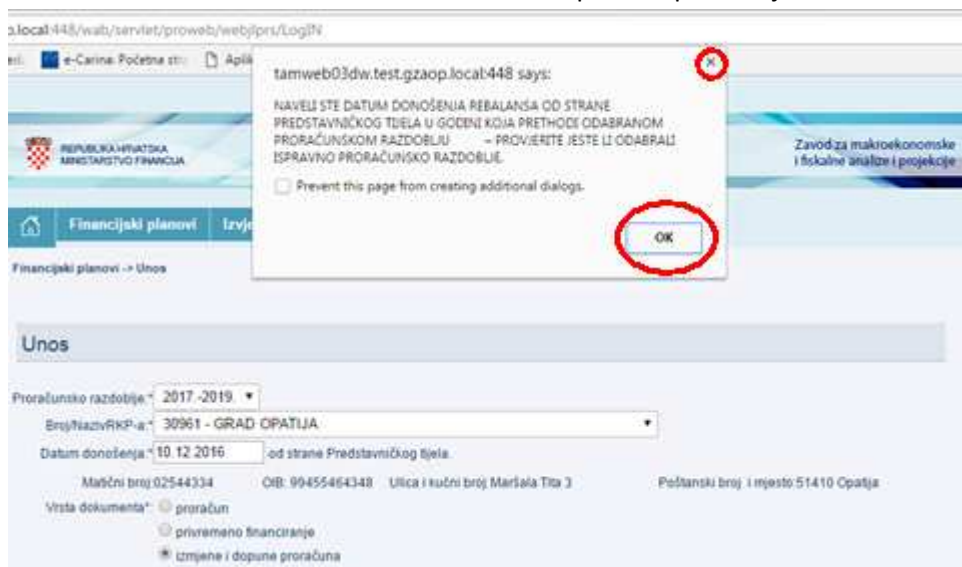 o.local:448/wab/servlet/proweb/webjlprs/LogIN
e-Carina: Početna str
tamweb03dw.test.gzaop.local:448 says:
NAVELI STE DATUM DONOŠENJA REBALANSA OD STRANE
PREDSTAVNIČKOG TIJELA U GODINI KOJA PRETHODI ODABRANOM
PRORAČUNSKOM RAZDOBLJU – PROVJERITE JESTE LI ODABRALI
ISPRAVNO PRORAČUNSKO RAZDOBLJE.
Prevent this page from creating additional dialogs.
OK
REPUBLIKA HRVATSKA
MINISTARSTVO FINANCIJA
Zavod za makroekonomske
i fiskalne analize i projekcije
Financijski planovi Izvje
Financijski planovi -> Unos
Unos
Proračunsko razdoblje:* 2017.-2019.
Broj/NazivRKP-a:* 30961 - GRAD OPATIJA
Datum donošenja:* 10.12.2016 od strane Predstavničkog tijela.
Matični broj:02544334 OIB: 99455464348 Ulica i kućni broj Maršala Tita 3 Poštanski broj i mjesto:51410 Opatija
Vrsta dokumenta*: proračun
privremeno financiranje
izmjene i dopune proračuna